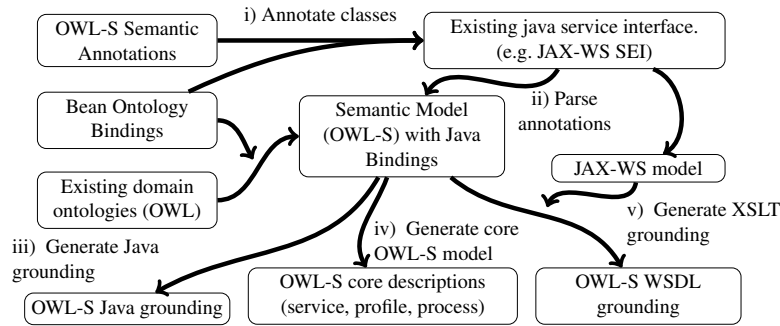 i) Annotate classes
OWL-S Semantic
Annotations
Existing java service interface.
(e.g. JAX-WS SEI)
Bean Ontology
Bindings
Semantic Model
(OWL-S) with Java
Bindings
ii) Parse
annotations
Existing domain
ontologies (OWL)
JAX-WS model
iii) Generate Java
grounding
iv) Generate core
OWL-S model
v) Generate XSLT
grounding
OWL-S Java grounding
OWL-S core descriptions
(service, profile, process)
OWL-S WSDL
grounding